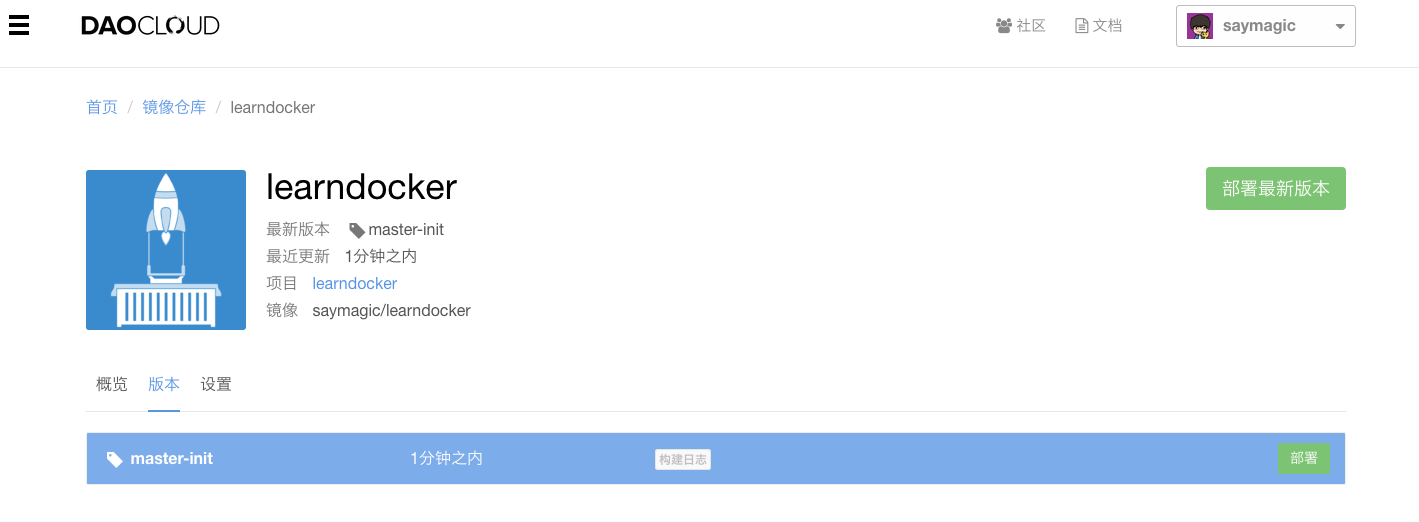 DAOCLOUD 社区 文档 saymagic
首页 / 镜像仓库 / learndocker
learndocker
部署最新版本
最新版本 master-init
最近更新 1分钟之内
项目 learndocker
镜像 saymagic/learndocker
概览 版本 设置
master-init 1分钟之内 构建日志 部署